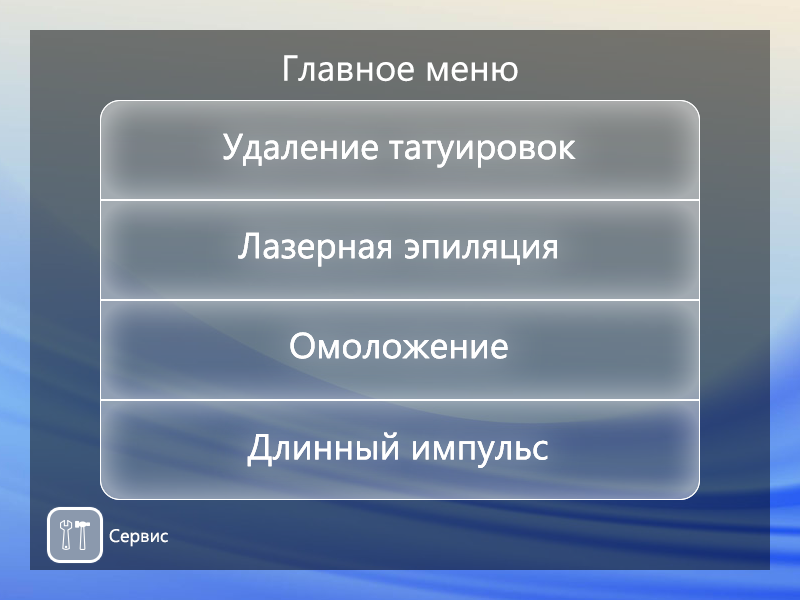 Главное меню
Удаление татуировок
Лазерная эпиляция
Омоложение
Длинный импульс
Сервис